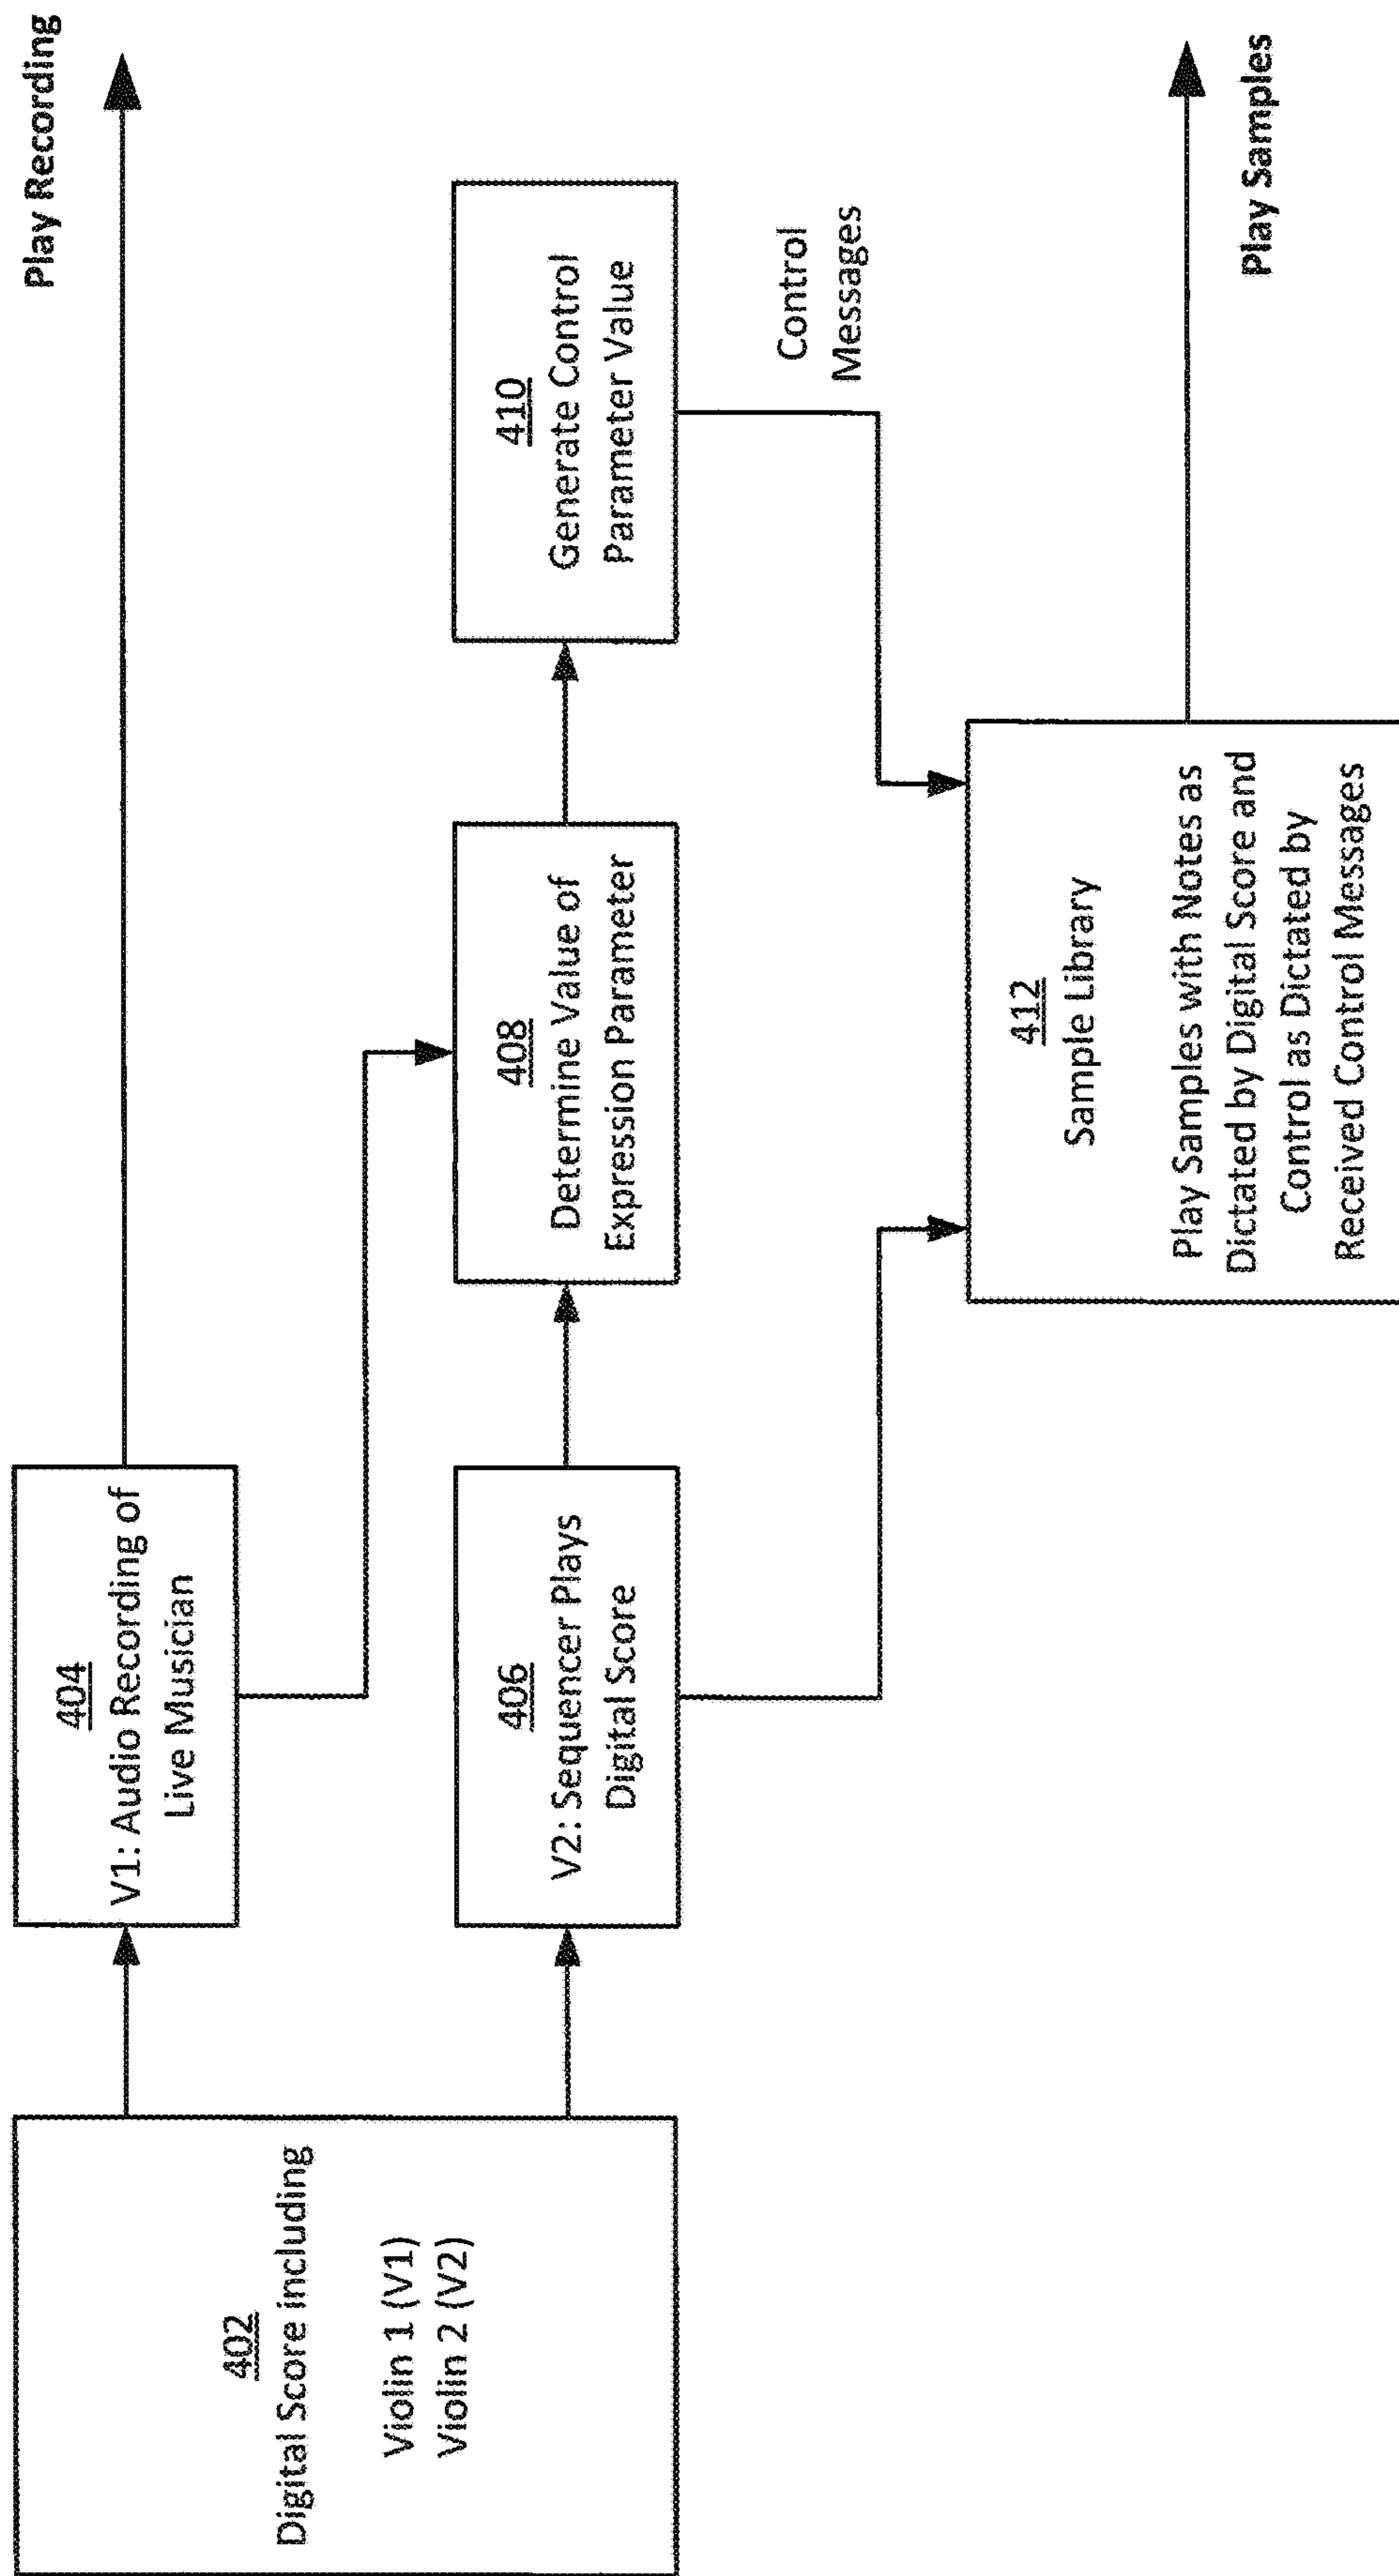 402
Digital Score including
Violin 1 (V1)
Violin 2 (V2)
404
V1: Audio Recording of
Live Musician
Play Recording
406
V2: Sequencer Plays
Digital Score
408
Determine Value of
Expression Parameter
410
Generate Control
Parameter Value
Control
Messages
412
Sample Library
Play Samples with Notes as
Dictated by Digital Score and
Control as Dictated by
Received Control Messages
Play Samples